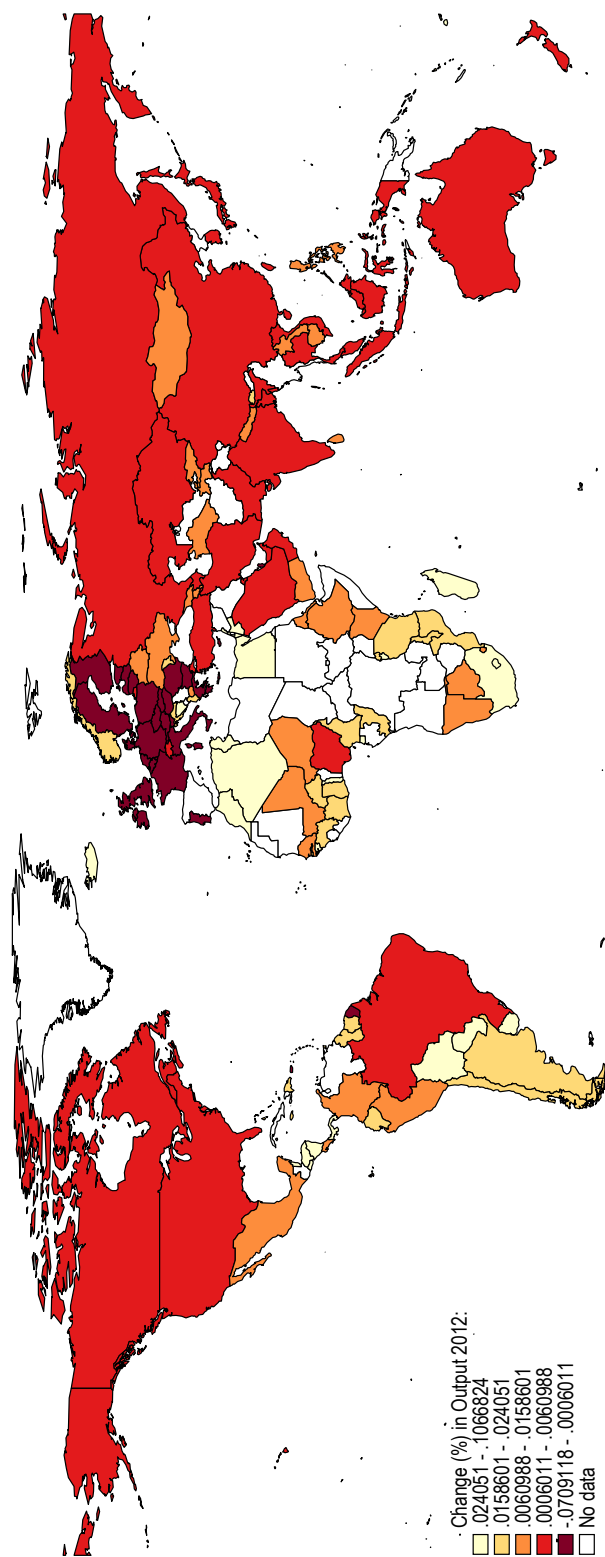 Change (%) in Output 2012:
.024051 - .1066824
.0158601 - .024051
.0060988 - .0158601
.0006011 - .0060988
-.0709118 - .0006011
No data